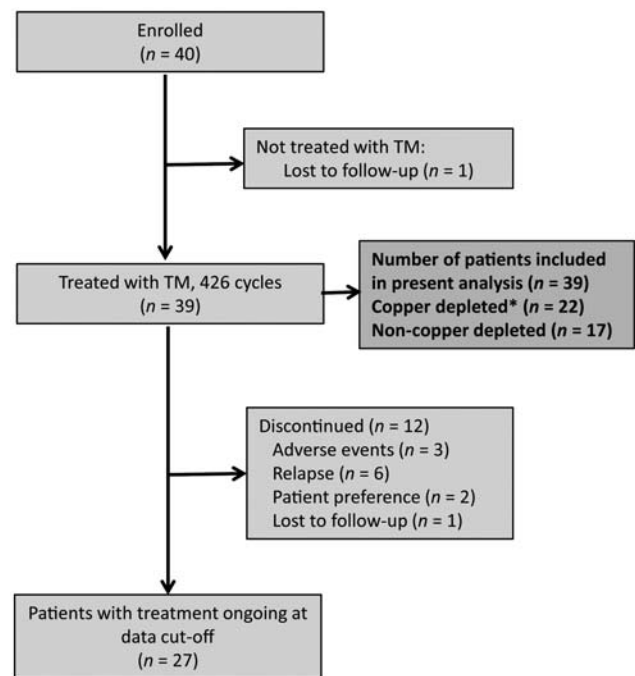 Enrolled
(n = 40)
Not treated with TM:
Lost to follow-up (n = 1)
Treated with TM, 426 cycles
(n = 39)
Number of patients included
in present analysis (n = 39)
Copper depleted* (n = 22)
Non-copper depleted (n = 17)
Discontinued (n = 12)
Adverse events (n = 3)
Relapse (n = 6)
Patient preference (n = 2)
Lost to follow-up (n = 1)
Patients with treatment ongoing at
data cut-off
(n = 27)